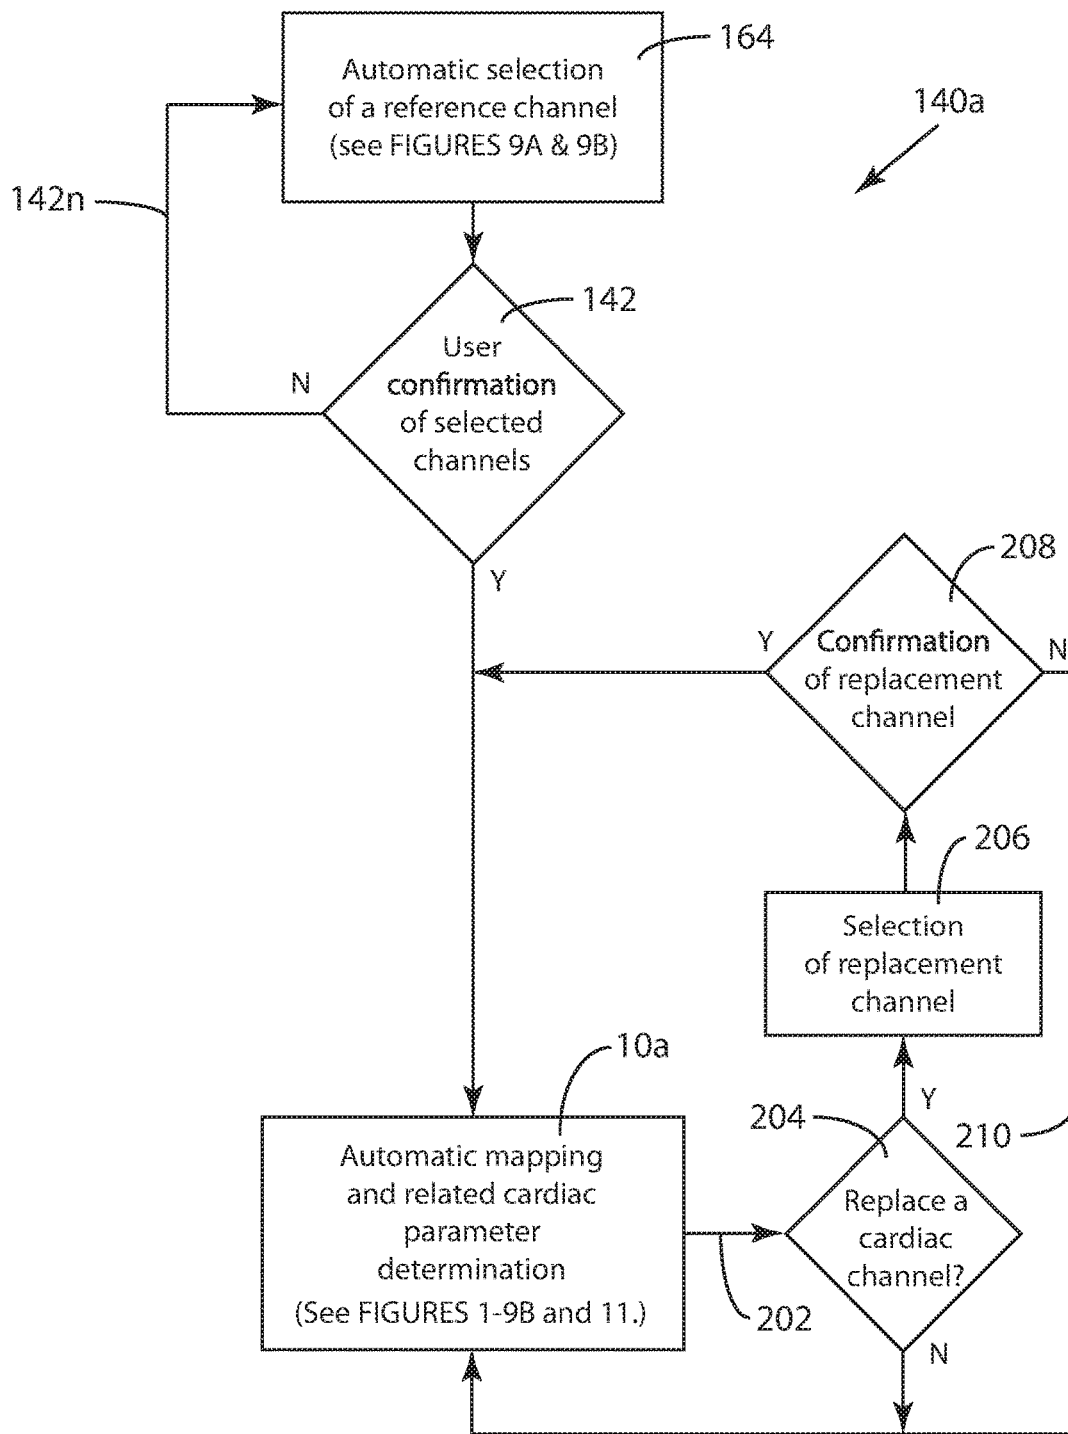 164
Automatic selection
of a reference channel
(see FIGURES 9A & 9B)
140a
142n
142
User
confirmation
of selected
channels
N
Y
208
Y
Confirmation
of replacement
channel
N
206
Selection
of replacement
channel
10a
Automatic mapping
and related cardiac
parameter
determination
(See FIGURES 1-9B and 11.)
204
Y
210
Replace a
cardiac
channel?
202
N